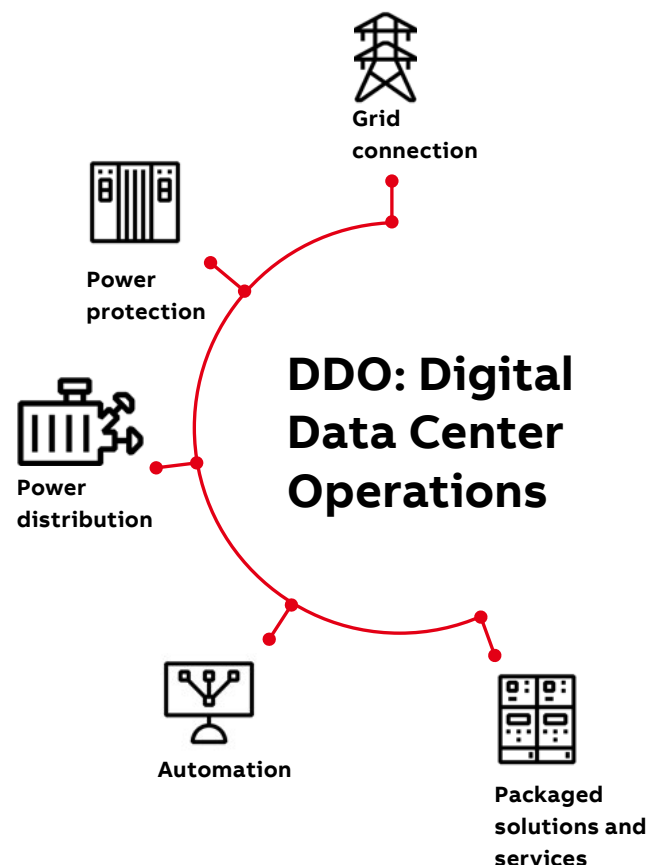 Grid
connection
Power
protection
DDO: Digital
Data Center
Operations
Power
distribution
Automation
Packaged
solutions and
services